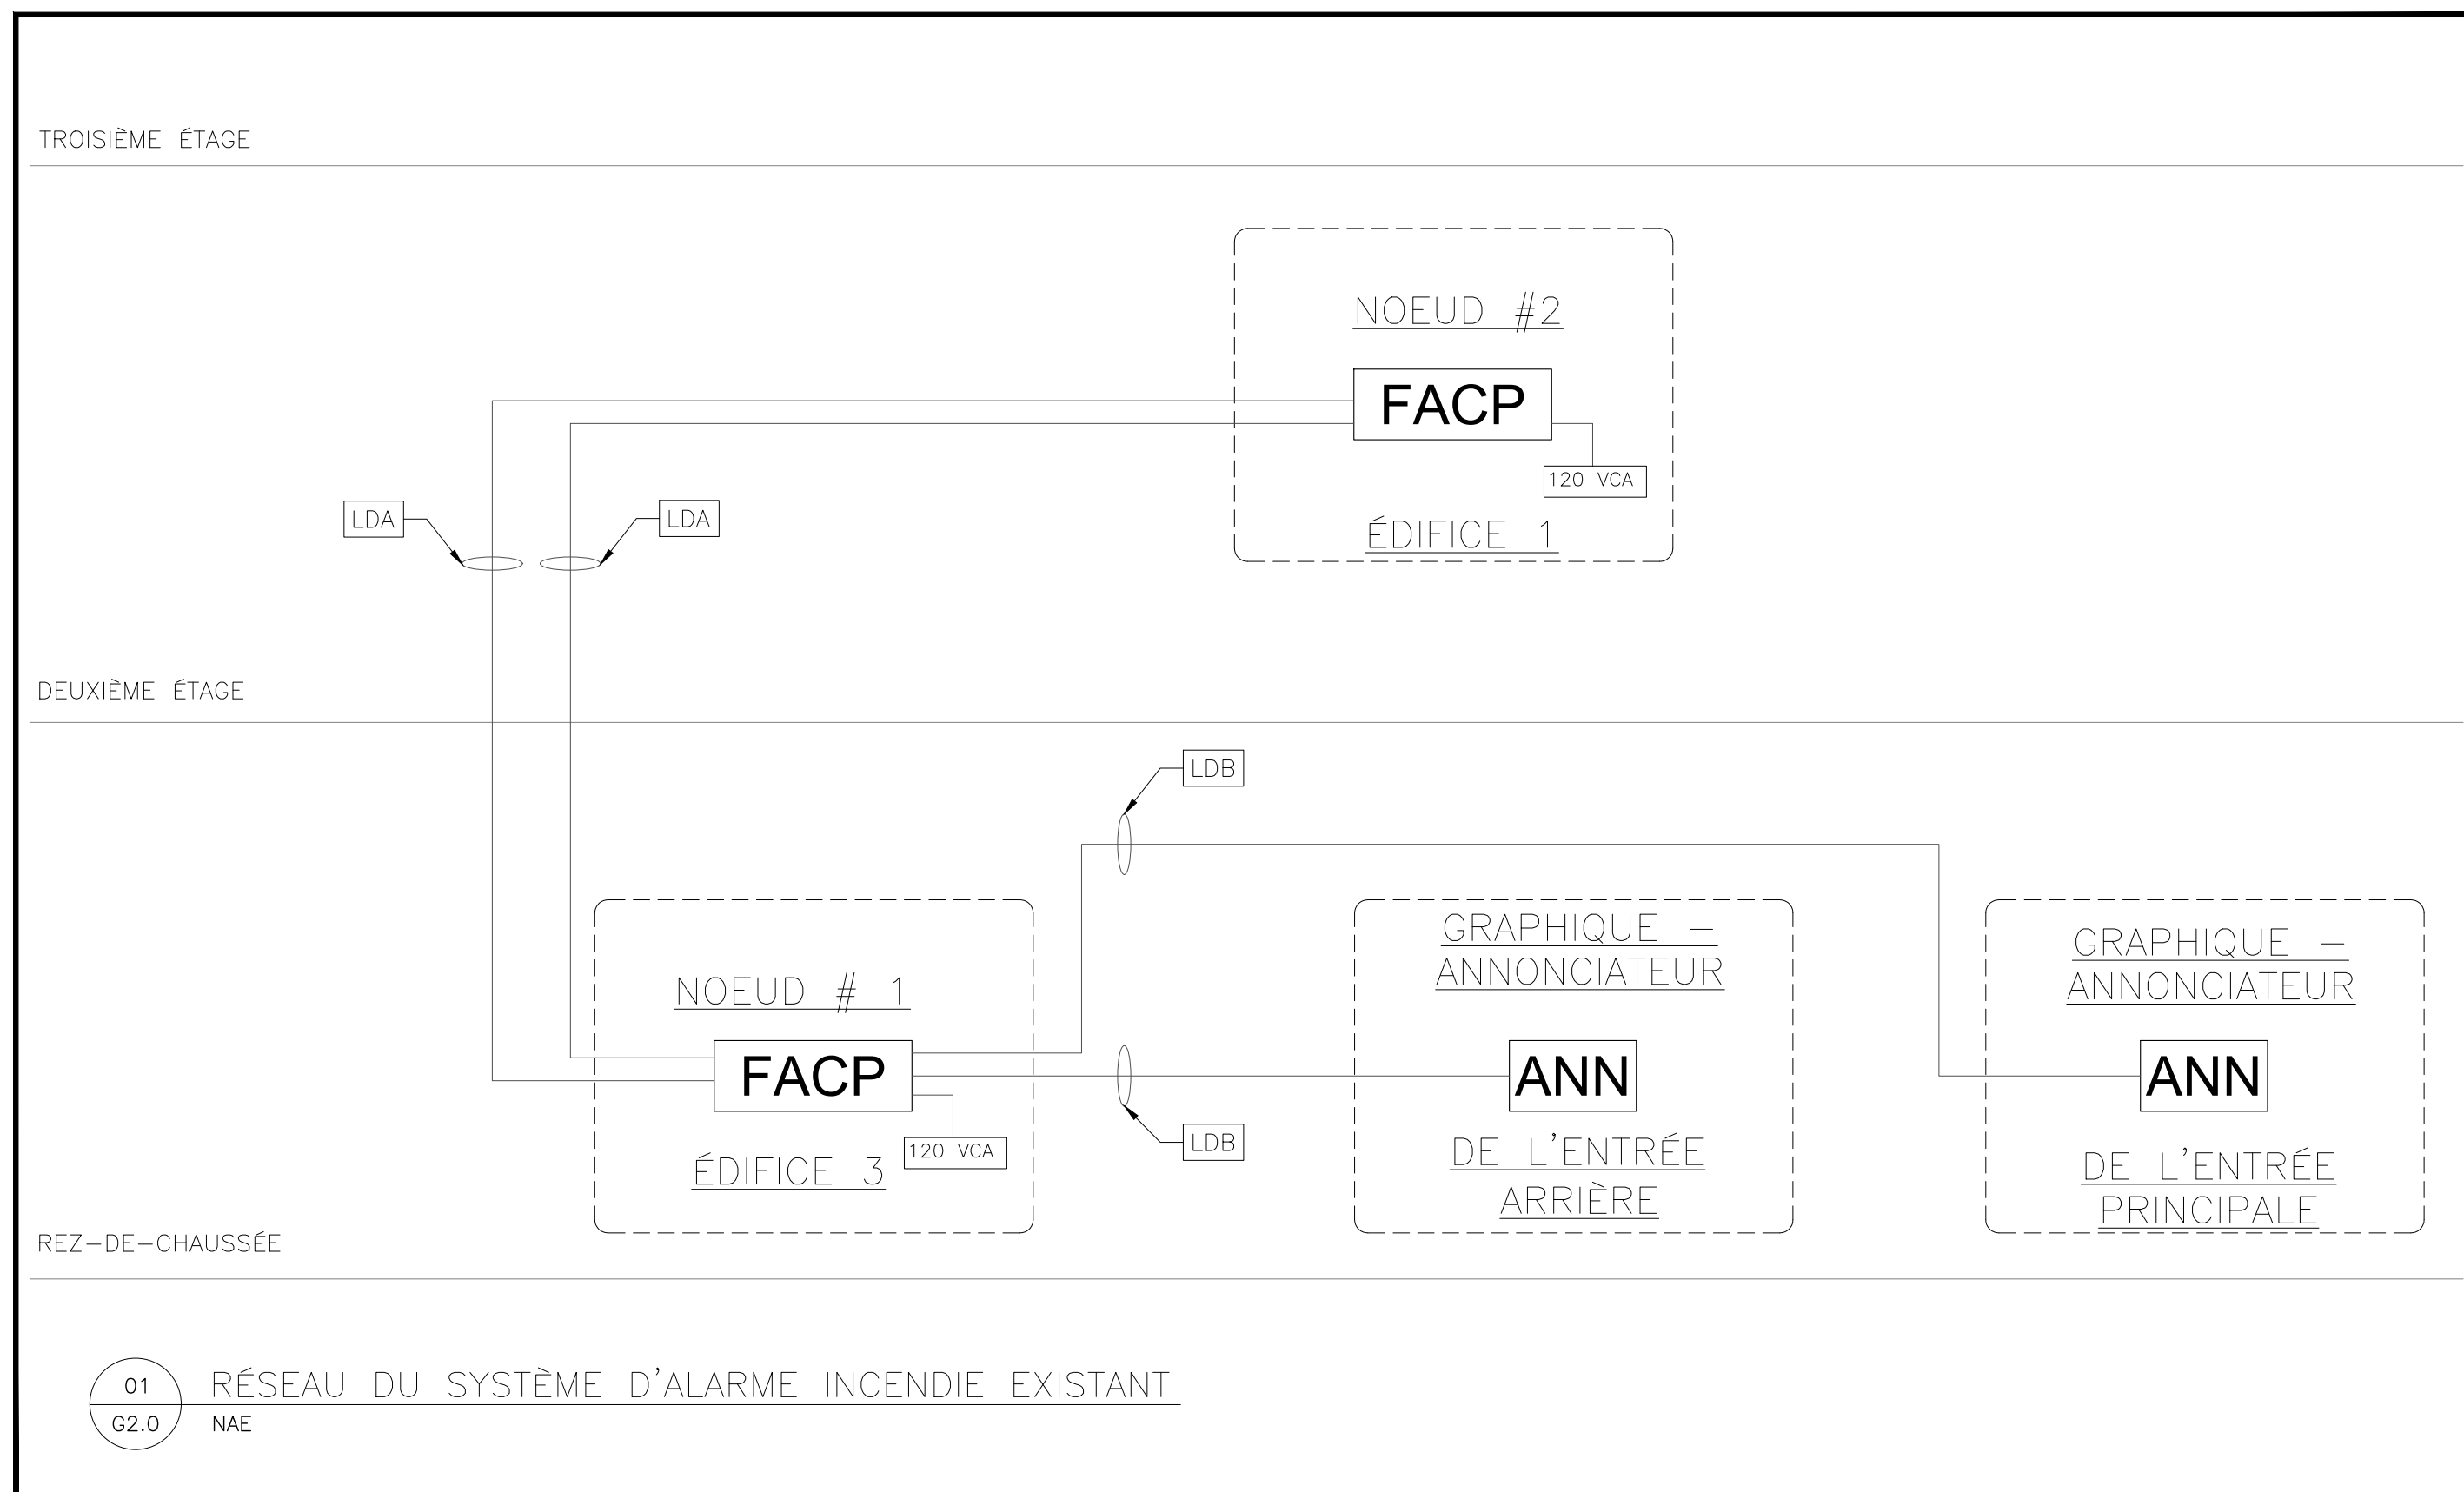 TROISIÈME ÉTAGE
NOEUD #2
FACP
120 VCA
ÉDIFICE 1
LDA
LDA
DEUXIÈME ÉTAGE
LDB
NOEUD # 1
FACP
120 VCA
ÉDIFICE 3
LDB
GRAPHIQUE –
ANNONCIATEUR
ANN
DE L'ENTRÉE
ARRIÈRE
GRAPHIQUE –
ANNONCIATEUR
ANN
DE L'ENTRÉE
PRINCIPALE
REZ-DE-CHAUSSÉE
01
G2.0
RÉSEAU DU SYSTÈME D'ALARME INCENDIE EXISTANT
NAE